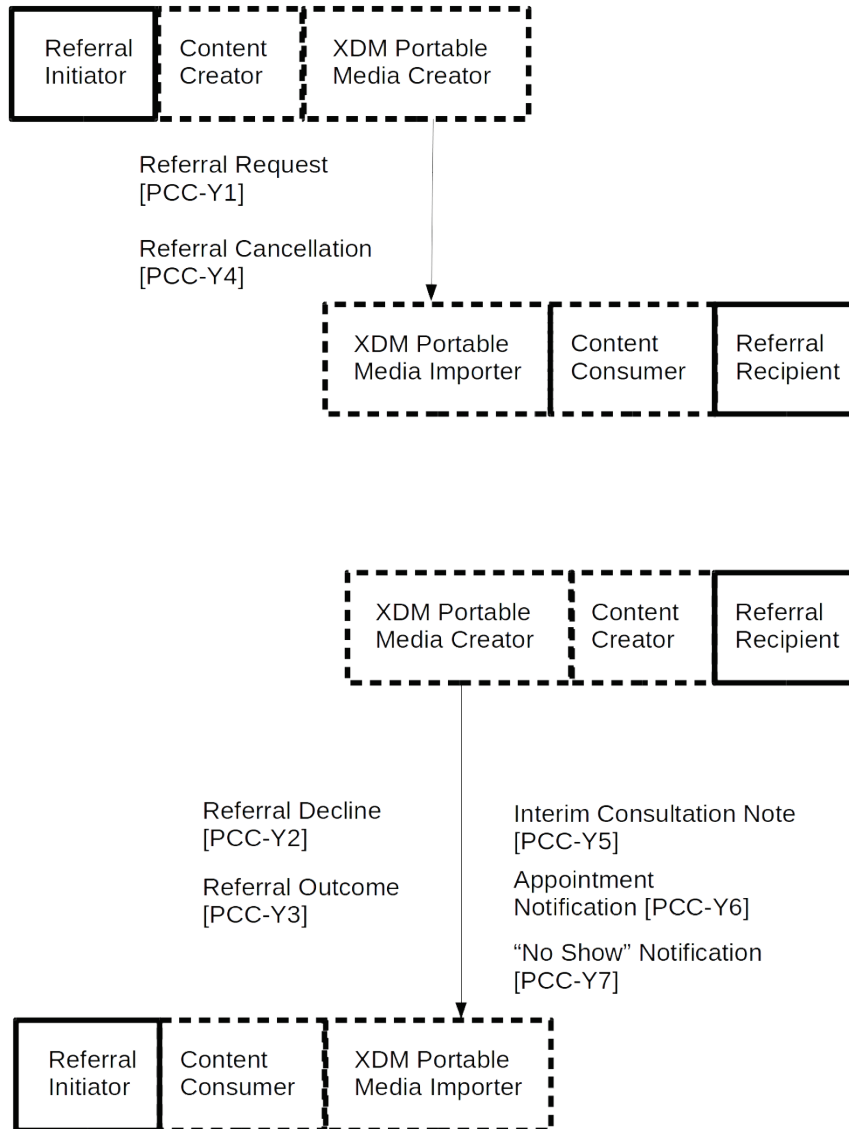 Referral
Initiator
Content
Creator
XDM Portable
Media Creator
Referral Request
[PCC-Y1]
Referral Cancellation
[PCC-Y4]
XDM Portable
Media Importer
Content
Consumer
Referral
Recipient
XDM Portable
Media Creator
Content
Creator
Referral
Recipient
Referral Decline
[PCC-Y2]
Referral Outcome
[PCC-Y3]
Interim Consultation Note
[PCC-Y5]
Appointment
Notification [PCC-Y6]
“No Show” Notification
[PCC-Y7]
Referral
Initiator
Content
Consumer
XDM Portable
Media Importer